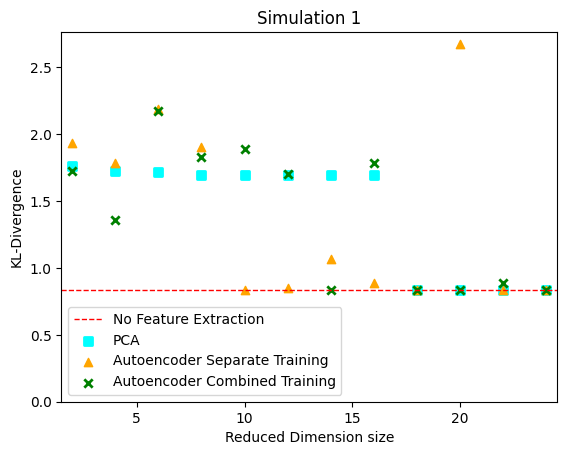 Simulation 1
KL-Divergence
2.5
2.0
1.5
1.0
0.5
0.0
No Feature Extraction
PCA
Autoencoder Separate Training
Autoencoder Combined Training
5 10 15 20
Reduced Dimension size